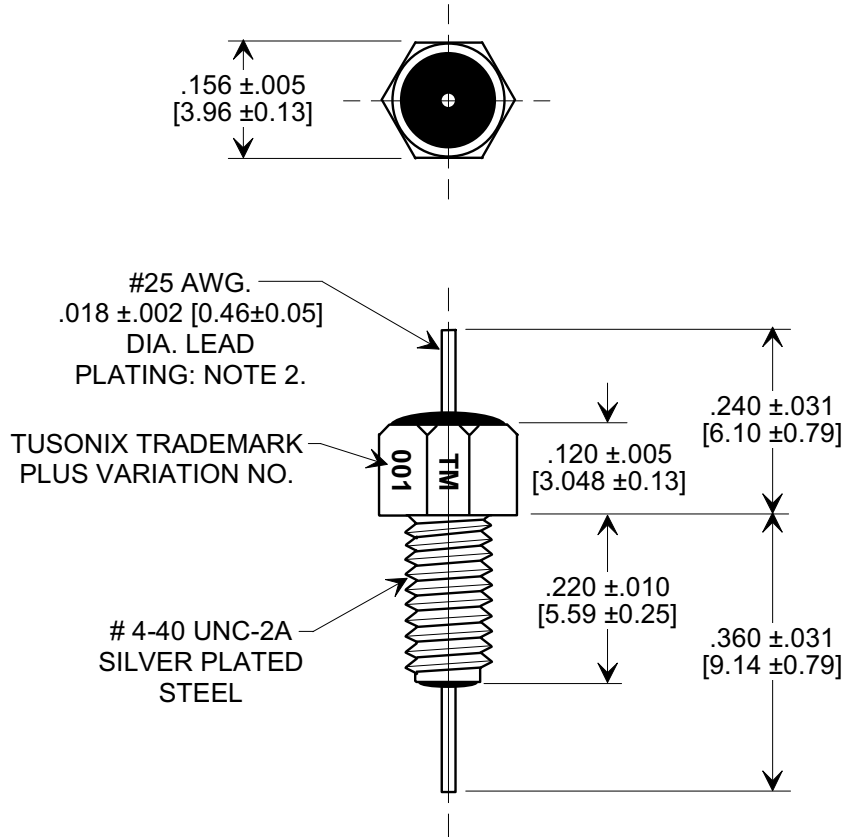 .156 ±.005
[3.96 ±0.13]
#25 AWG.
.018 ±.002 [0.46±0.05]
DIA. LEAD
PLATING: NOTE 2.
.240 ±.031
[6.10 ±0.79]
TUSONIX TRADEMARK
PLUS VARIATION NO.
001
TM
.120 ±.005
[3.048 ±0.13]
.220 ±.010
[5.59 ±0.25]
# 4-40 UNC-2A
SILVER PLATED
STEEL
.360 ±.031
[9.14 ±0.79]